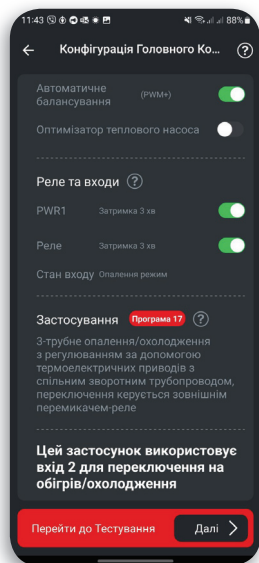 11:43
88%
Конфігурація Головного Ко...
Автоматичне
балансування (PWM+)
Оптимізатор теплового насоса
Реле та входи ?
PWR1 Затримка 3 хв
Реле Затримка 3 хв
Стан входу Опалення режим
Застосування Програма 17 ?
3-трубне опалення/охолодження
з регулюванням за допомогою
термоелектричних приводів з
спільним зворотним трубопроводом,
переключення керується зовнішнім
перемикачем-реле
Цей застосунок використовує
вхід 2 для переключення на
обігрів/охолодження
Перейти до Тестування Далі